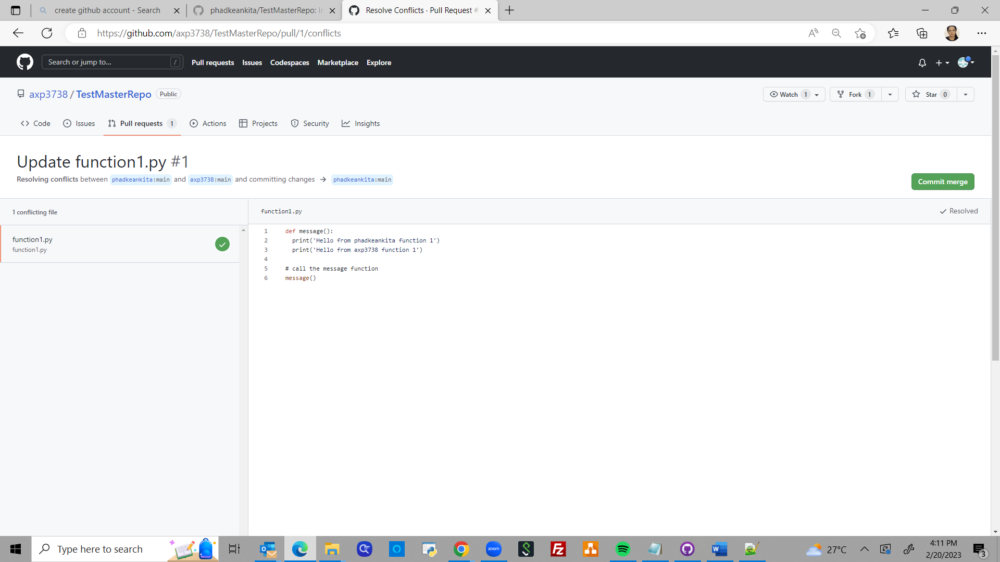 create github account - Search
phadkeankita/TestMasterRepo: In
Resolve Conflicts · Pull Request #
https://github.com/axp3738/TestMasterRepo/pull/1/conflicts
Search or jump to... /
Pull requests Issues Codespaces Marketplace Explore
axp3738 / TestMasterRepo Public
Watch 1 Fork 1 Star 0
Code Issues Pull requests 1 Actions Projects Security Insights
Update function1.py #1
Resolving conflicts between phadkeankita:main and axp3738:main and committing changes → phadkeankita:main
Commit merge
1 conflicting file
function1.py
Resolved
function1.py
function1.py
1 def message():
2 print('Hello from phadkeankita function 1')
3 print('Hello from axp3738 function 1')
4
5 # call the message function
6 message()
Type here to search
zoom
27°C
4:11 PM
2/20/2023
3